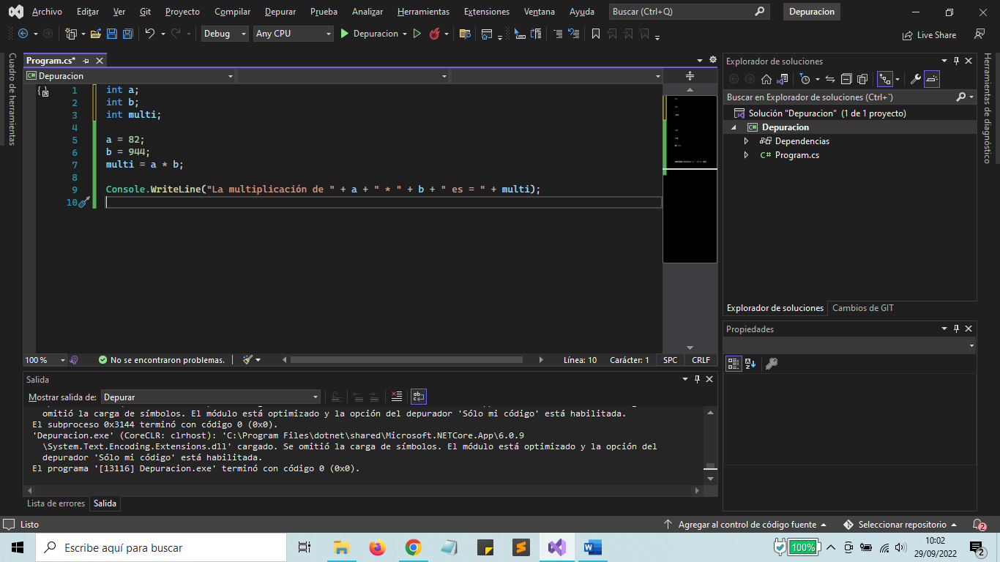 Archivo Editar Ver Git Proyecto Compilar Depurar Prueba Analizar Herramientas Extensiones Ventana Ayuda Buscar (Ctrl+Q) Depuracion
Debug Any CPU Depuracion Live Share
Cuadro de herramientas
Program.cs*
Depuracion
1 int a;
2 int b;
3 int multi;
4
5 a = 82;
6 b = 944;
7 multi = a * b;
8
9 Console.WriteLine("La multiplicación de " + a + " * " + b + " es = " + multi);
10
100 % No se encontraron problemas. Línea: 10 Carácter: 1 SPC CRLF
Salida
Mostrar salida de: Depurar
omitió la carga de símbolos. El módulo está optimizado y la opción del depurador 'Sólo mi código' está habilitada.
El subproceso 0x3144 terminó con código 0 (0x0).
'Depuracion.exe' (CoreCLR: clrhost): 'C:\Program Files\dotnet\shared\Microsoft.NETCore.App\6.0.9
\System.Text.Encoding.Extensions.dll' cargado. Se omitió la carga de símbolos. El módulo está optimizado y la opción del
depurador 'Sólo mi código' está habilitada.
El programa '[13116] Depuracion.exe' terminó con código 0 (0x0).
Lista de errores Salida
Explorador de soluciones
Buscar en Explorador de soluciones (Ctrl+`)
Solución "Depuracion" (1 de 1 proyecto)
C# Depuracion
Dependencias
C# Program.cs
Explorador de soluciones Cambios de GIT
Propiedades
Herramientas de diagnóstico
Listo Agregar al control de código fuente Seleccionar repositorio 2
Escribe aquí para buscar 100% 10:02
29/09/2022 2